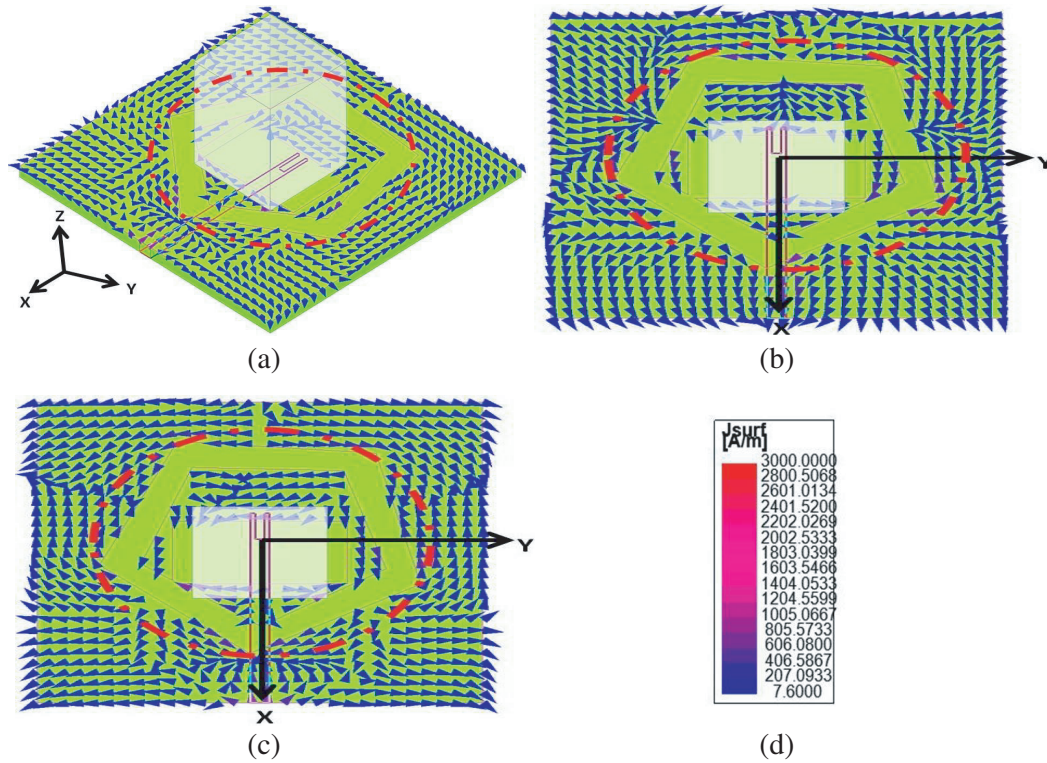 Z
X
Y
Y
X
(a)
(b)
Y
X
(c)
Jsurf
[A/m]
3000.0000
2800.5068
2601.0134
2401.5200
2202.0269
2002.5333
1803.0399
1603.5466
1404.0533
1204.5599
1005.0667
805.5733
606.0800
406.5867
207.0933
7.6000
(d)